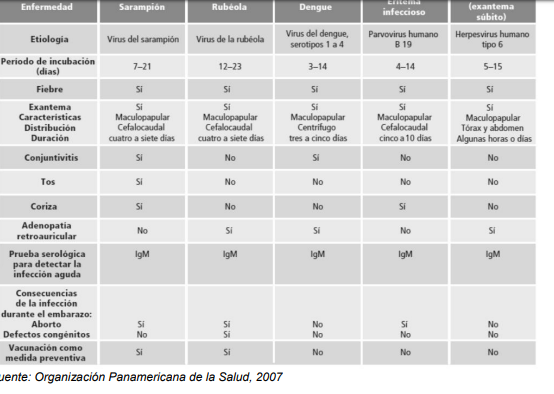 Enfermedad Sarampión Rubéola Dengue Eritema infeccioso (exantema súbito)
Etiología Virus del sarampión Virus de la rubéola Virus del dengue, serotipos 1 a 4 Parvovirus humano B 19 Herpesvirus humano tipo 6
Periodo de incubación (días) 7–21 12–23 3–14 4–14 5–15
Fiebre Sí Sí Sí Sí Sí
Exantema Sí Sí Sí Sí Sí
Características Maculopapular Maculopapular Maculopapular Maculopapular Maculopapular
Distribución Cefalocaudal Cefalocaudal Centrífugo Cefalocaudal Tórax y abdomen
Duración cuatro a siete días cuatro a siete días tres a cinco días cinco a 10 días Algunas horas o días
Conjuntivitis Sí No Sí No No
Tos Sí No No No No
Coriza Sí No No Sí No
Adenopatía retroauricular No Sí Sí No Sí
Prueba serológica para detectar la infección aguda IgM IgM IgM IgM IgM
Consecuencias
de la infección
durante el embarazo:
Aborto Sí Sí No Sí No
Defectos congénitos No Sí No No No
Vacunación como medida preventiva Sí Sí No No No
uente: Organización Panamericana de la Salud, 2007